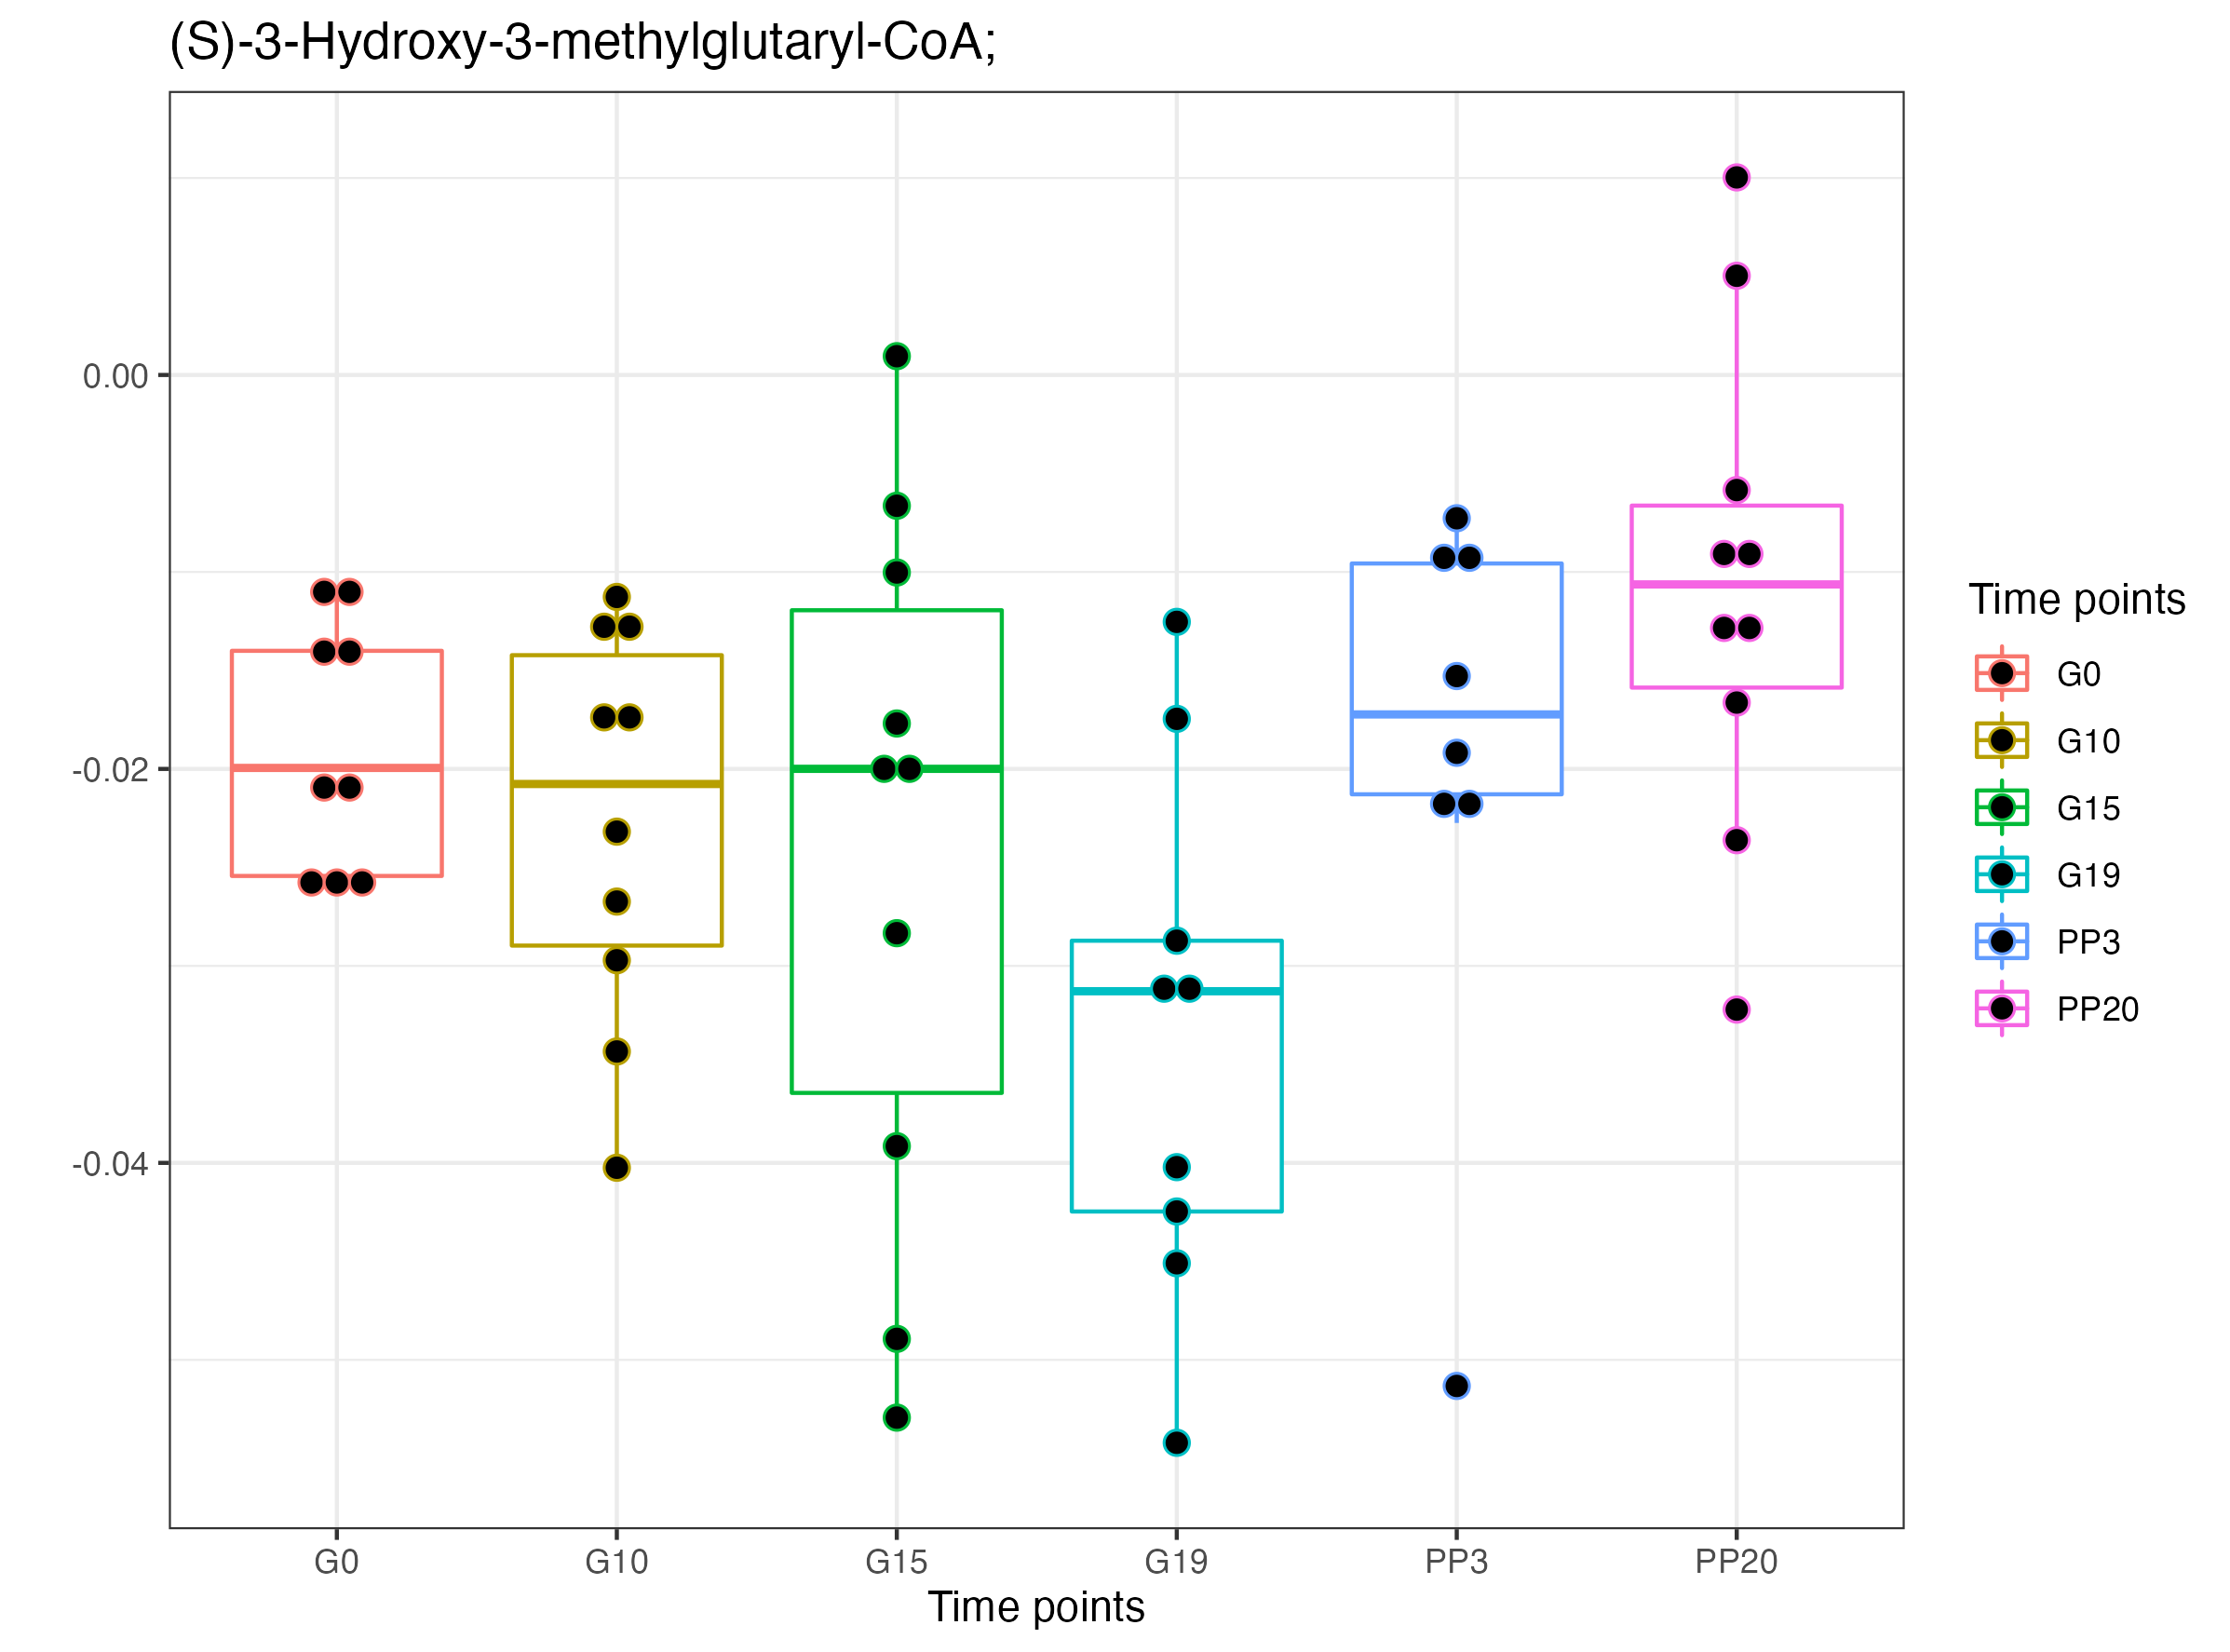 (S)-3-Hydroxy-3-methylglutaryl-CoA;
0.00
-0.02
-0.04
G0 G10 G15 G19 PP3 PP20
Time points
Time points
G0
G10
G15
G19
PP3
PP20